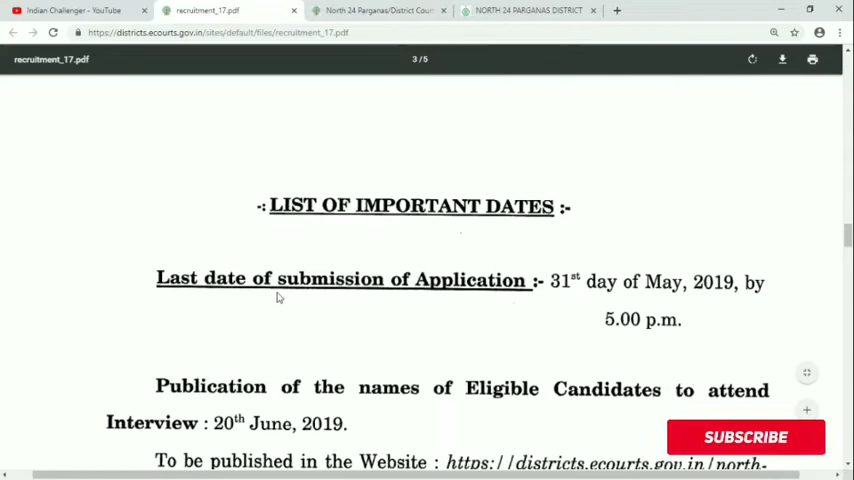 Indian Challenger - YouTube
recruitment_17.pdf
North 24 Parganas/District Court
NORTH 24 PARGANAS DISTRICT
https://districts.ecourts.gov.in/sites/default/files/recruitment_17.pdf
recruitment_17.pdf
3 / 5
-: LIST OF IMPORTANT DATES :-
Last date of submission of Application :- 31st day of May, 2019, by
5.00 p.m.
Publication of the names of Eligible Candidates to attend
Interview : 20th June, 2019.
SUBSCRIBE
To be published in the Website : https://districts.ecourts.gov.in/north-